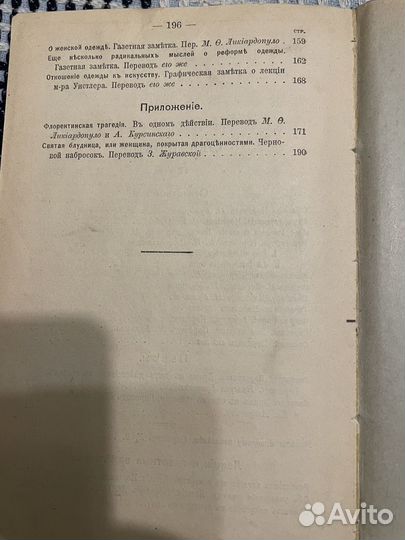 — 196 —
СТР.
О женской одеждѣ. Газетная замѣтка. Пер. М. Ѳ. Ликіардопуло . 159
Еще нѣсколько радикальныхъ мыслей о реформѣ одежды.
Газетная замѣтка. Переводъ его же . . . . . . . . . 162
Отношеніе одежды къ искусству. Графическая замѣтка о лекціи
м-ра Уистлера. Переводъ его же . . . . . . . . . . 168
Приложеніе.
Флорентинская трагедія. Въ одномъ дѣйствіи. Переводъ М. Ѳ.
Ликіардопуло и А. Курсинскаго . . . . . . . . . . 171
Святая блудница, или женщина, покрытая драгоцѣнностями. Черно-
вой набросокъ. Переводъ З. Журавской . . . . . . . 190
Avito